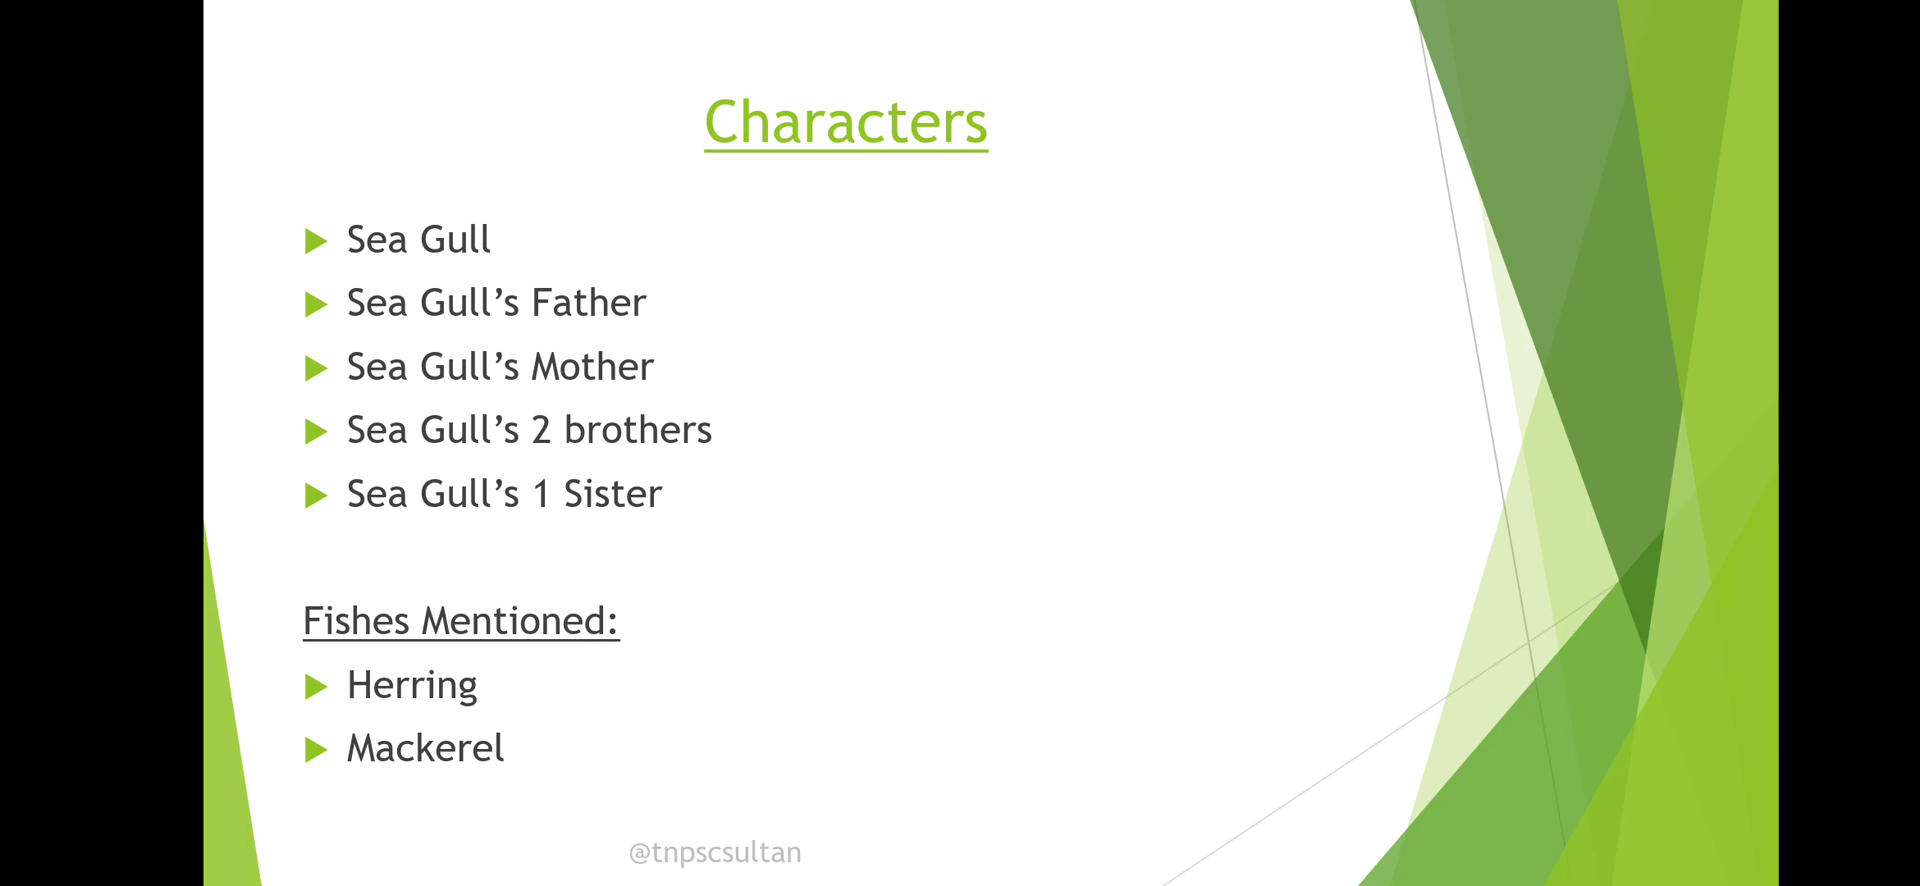 Characters
Sea Gull
Sea Gull’s Father
Sea Gull’s Mother
Sea Gull’s 2 brothers
Sea Gull’s 1 Sister
Fishes Mentioned:
Herring
Mackerel
@tnpscsultan